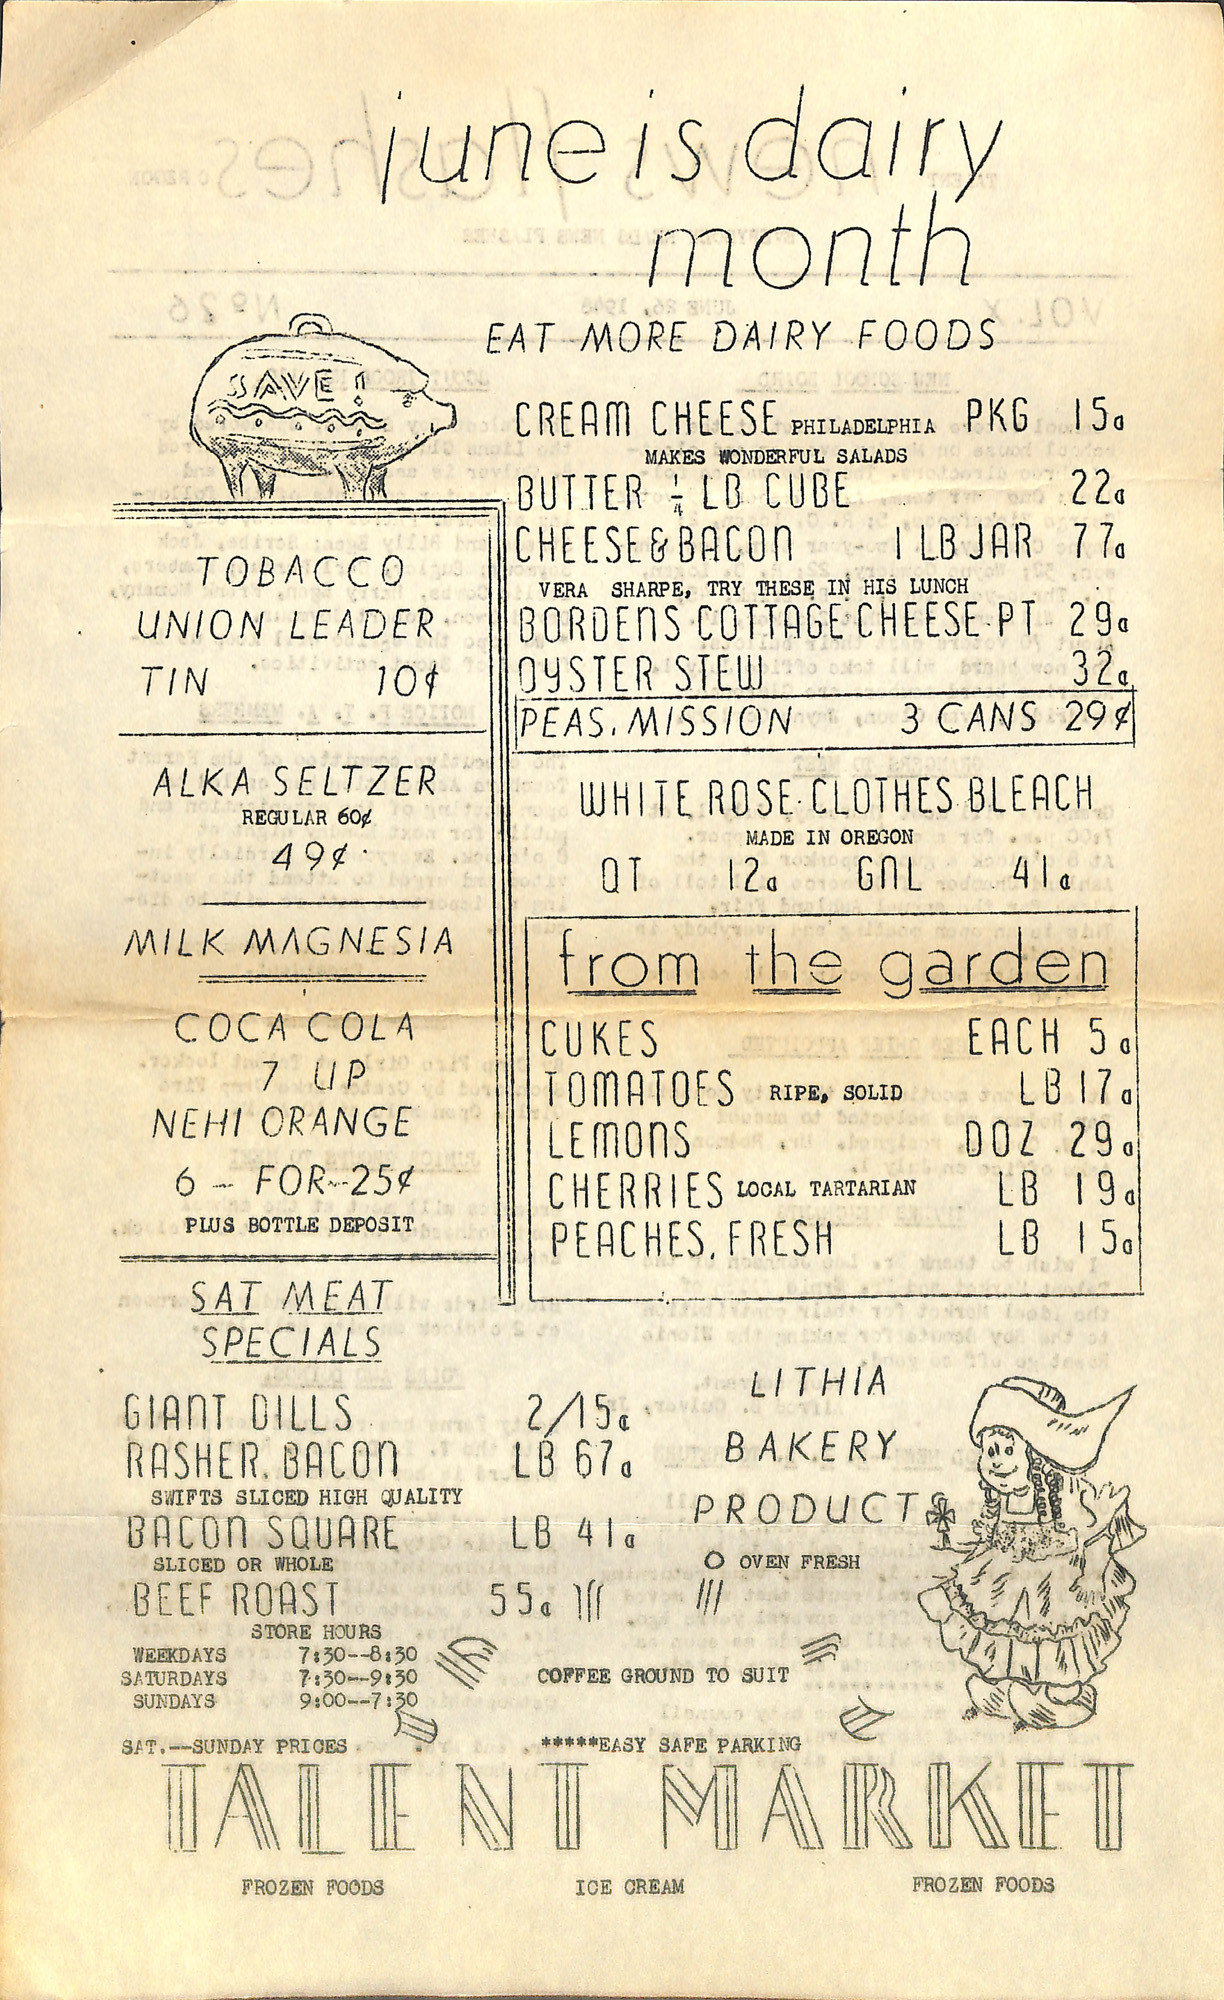 june is dairy
month
EAT MORE DAIRY FOODS
SAVE!
CREAM CHEESE PHILADELPHIA PKG 15¢
MAKES WONDERFUL SALADS
BUTTER ¼ LB CUBE 22¢
CHEESE & BACON 1 LB JAR 77¢
VERA SHARPE, TRY THESE IN HIS LUNCH
BORDENS COTTAGE CHEESE PT 29¢
OYSTER STEW 32¢
PEAS, MISSION 3 CANS 29¢
WHITE ROSE CLOTHES BLEACH
MADE IN OREGON
QT 12¢ GNL 41¢
from the garden
CUKES EACH 5¢
TOMATOES RIPE, SOLID LB 17¢
LEMONS DOZ 29¢
CHERRIES LOCAL TARTARIAN LB 19¢
PEACHES, FRESH LB 15¢
TOBACCO
UNION LEADER
TIN 10¢
ALKA SELTZER
REGULAR 60¢
49¢
MILK MAGNESIA
COCA COLA
7 UP
NEHI ORANGE
6 - FOR--25¢
PLUS BOTTLE DEPOSIT
SAT MEAT
SPECIALS
GIANT DILLS 2/15¢
RASHER, BACON LB 67¢
SWIFTS SLICED HIGH QUALITY
BACON SQUARE LB 41¢
SLICED OR WHOLE
BEEF ROAST 55¢
STORE HOURS
WEEKDAYS 7:30--8:30
SATURDAYS 7:30--9:30
SUNDAYS 9:00--7:30
LITHIA
BAKERY
PRODUCTS
OVEN FRESH
COFFEE GROUND TO SUIT
SAT.--SUNDAY PRICES *****EASY SAFE PARKING
TALENT MARKET
FROZEN FOODS ICE CREAM FROZEN FOODS